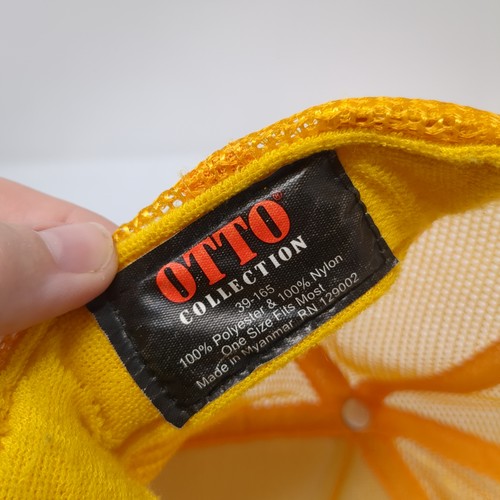 OTTO
COLLECTION
39-165
100% Polyester & 100% Nylon
One Size Fits Most
Made in Myanmar RN 129002